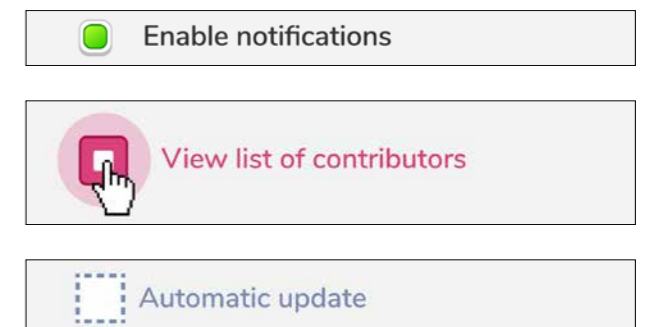 Enable notifications
View list of contributors
Automatic update